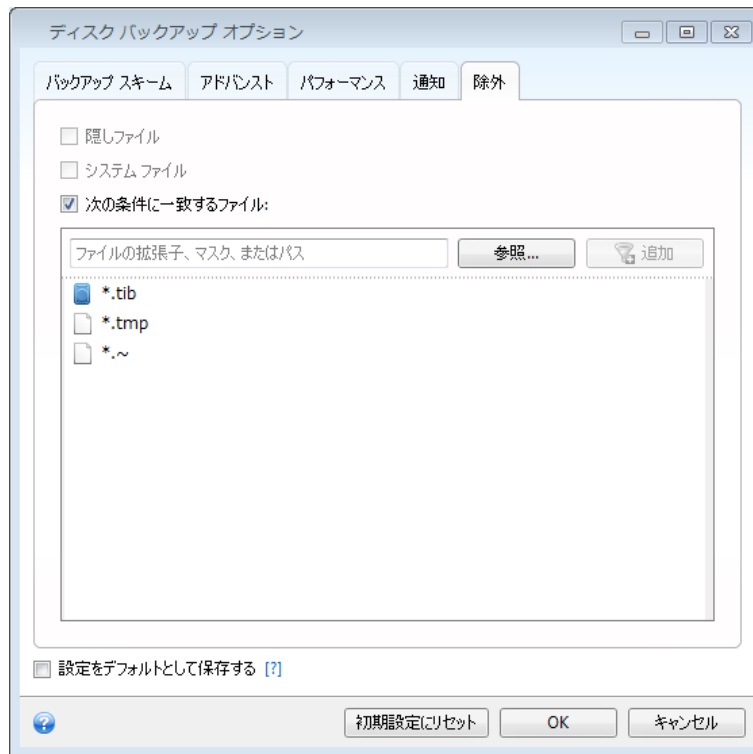 ディスク バックアップ オプション
バックアップ スキーム アドバンスト パフォーマンス 通知 除外
隠しファイル
システム ファイル
次の条件に一致するファイル:
ファイルの拡張子、マスク、またはパス 参照... 追加
*.tib
*.tmp
*.~
設定をデフォルトとして保存する [?]
初期設定にリセット OK キャンセル